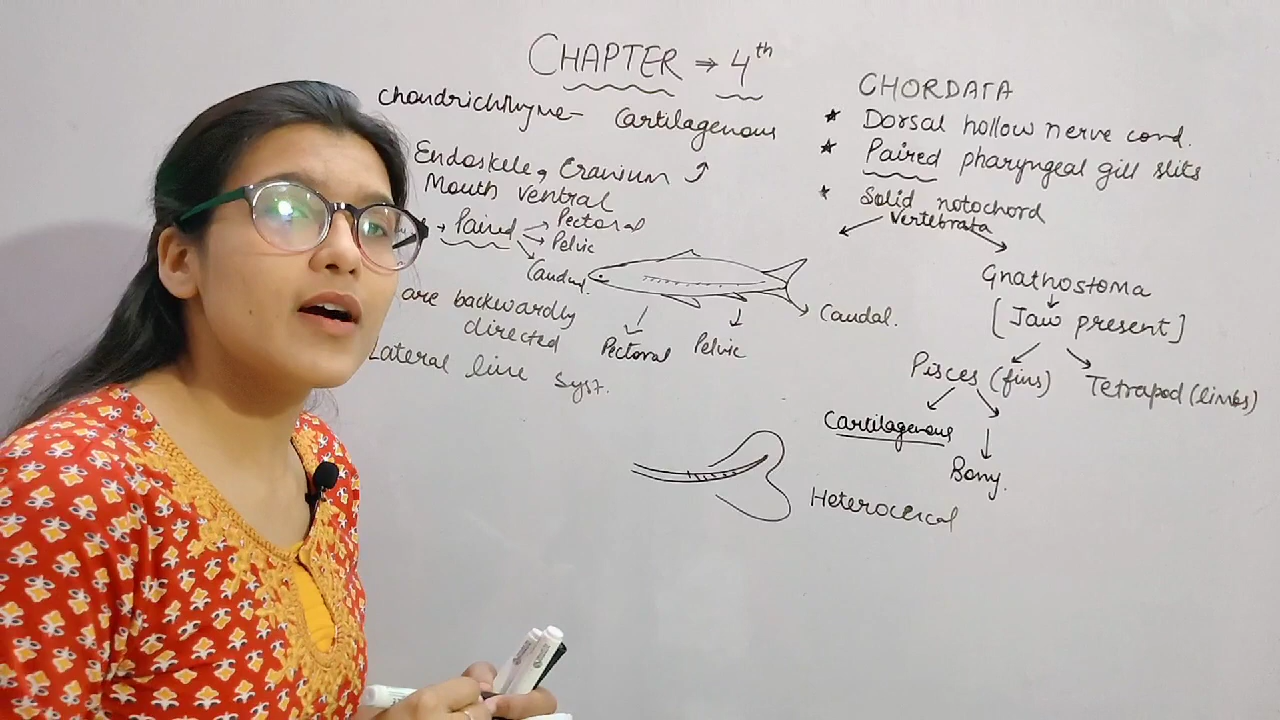 CHAPTER ⇒ 4th
Chondrichthyne - Cartilagenous
Endoskele, Cranium
Mouth ventral
→ Paired → Pectoral
→ Pelvic
Caudal.
are backwardly
directed
Lateral line syst.
Pectoral
Pelvic
Caudal.
Heterocercal
CHORDATA
* Dorsal hollow nerve cord.
* Paired pharyngeal gill slits
* Solid notochord
Vertebrata
Gnathostoma
[Jaw present]
Pisces (fins)
Tetrapod (limbs)
Cartilagenous
Bony.